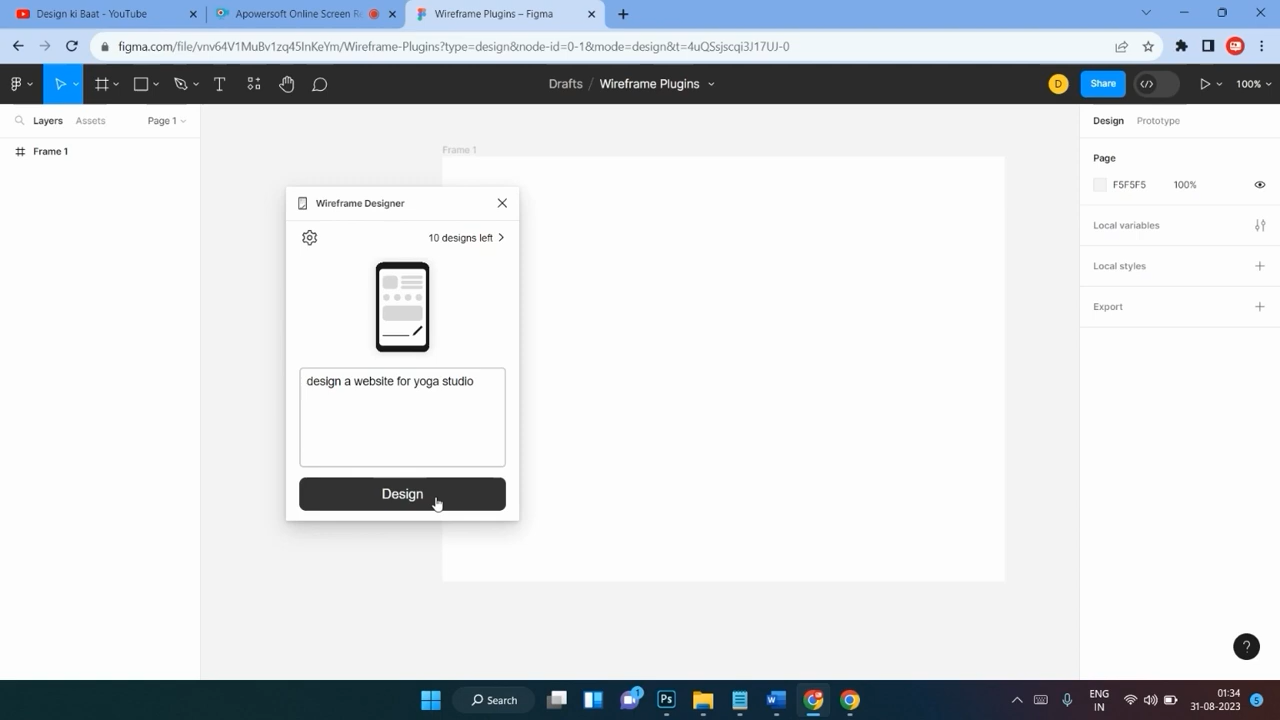 Design ki Baat - YouTube
Apowersoft Online Screen Re
Wireframe Plugins – Figma
figma.com/file/vnv64V1MuBv1zq45InKeYm/Wireframe-Plugins?type=design&node-id=0-1&mode=design&t=4uQSsjscqi3J17UJ-0
Drafts / Wireframe Plugins
D
Share
100%
Layers
Assets
Page 1
Frame 1
Frame 1
Wireframe Designer
10 designs left
design a website for yoga studio
Design
Design
Prototype
Page
F5F5F5
100%
Local variables
Local styles
Export
?
Search
1
Ps
W
ENG
IN
01:34
31-08-2023
5